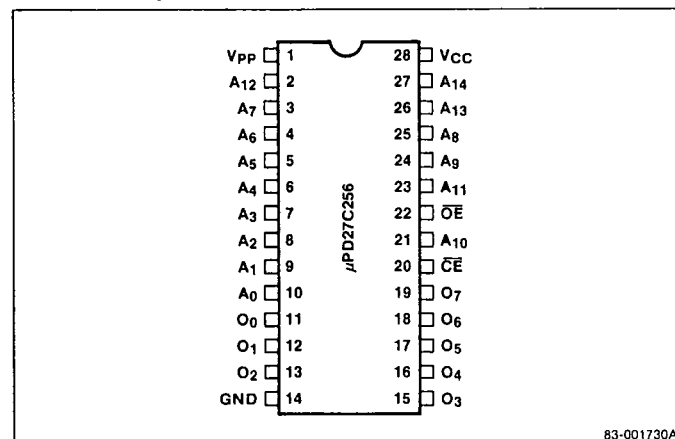 VPP 1 28 VCC
A12 2 27 A14
A7 3 26 A13
A6 4 25 A8
A5 5 24 A9
A4 6 23 A11
A3 7 22 OE
A2 8 21 A10
A1 9 20 CE
A0 10 19 O7
O0 11 18 O6
O1 12 17 O5
O2 13 16 O4
GND 14 15 O3
μPD27C256
83-001730A